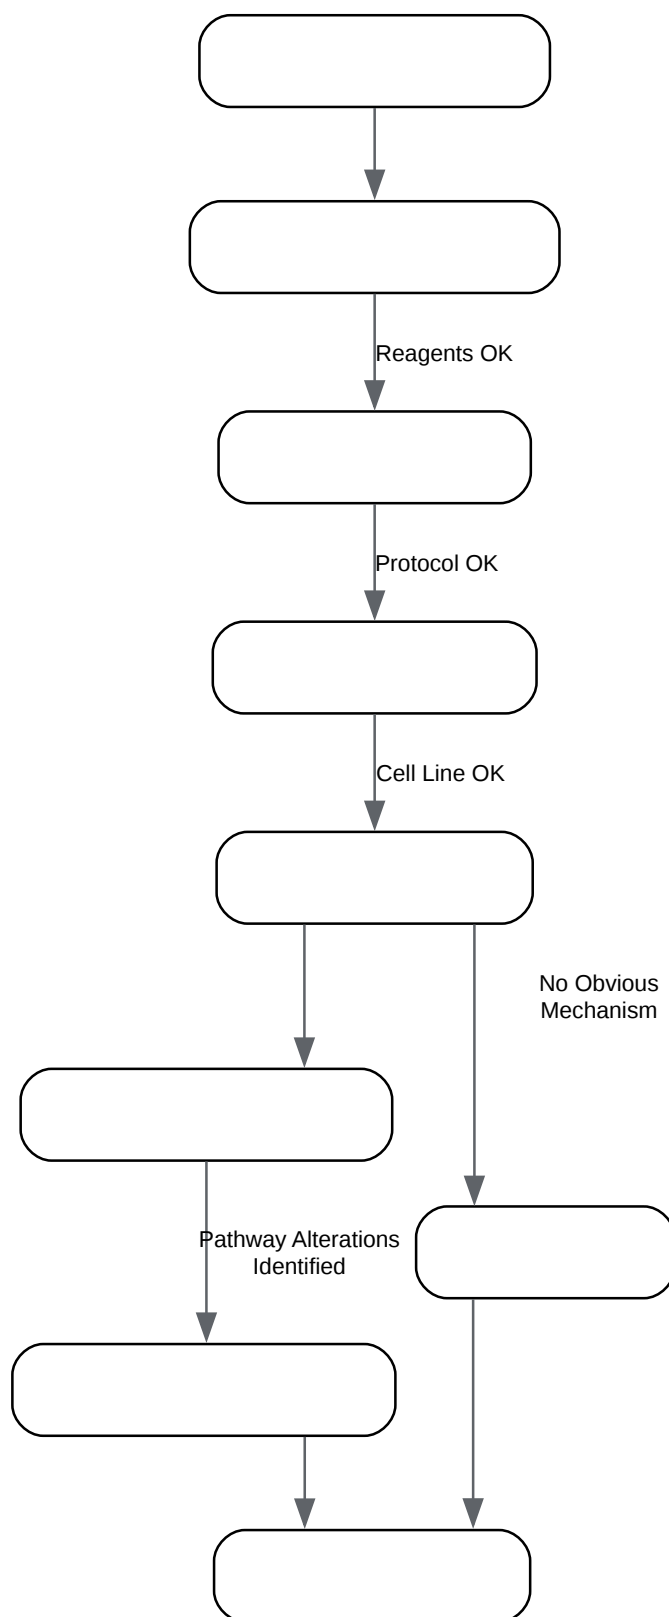 Reagents OK
Protocol OK
Cell Line OK
No Obvious
Mechanism
Pathway Alterations
Identified